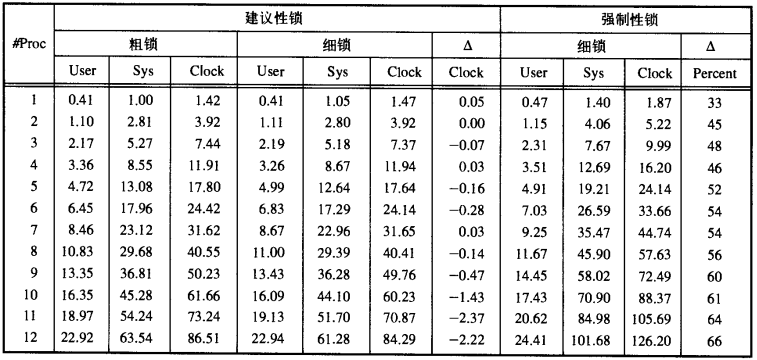 建议性锁 强制性锁
#Proc 粗锁 细锁 Δ 细锁 Δ
User Sys Clock User Sys Clock Clock User Sys Clock Percent
1 0.41 1.00 1.42 0.41 1.05 1.47 0.05 0.47 1.40 1.87 33
2 1.10 2.81 3.92 1.11 2.80 3.92 0.00 1.15 4.06 5.22 45
3 2.17 5.27 7.44 2.19 5.18 7.37 −0.07 2.31 7.67 9.99 48
4 3.36 8.55 11.91 3.26 8.67 11.94 0.03 3.51 12.69 16.20 46
5 4.72 13.08 17.80 4.99 12.64 17.64 −0.16 4.91 19.21 24.14 52
6 6.45 17.96 24.42 6.83 17.29 24.14 −0.28 7.03 26.59 33.66 54
7 8.46 23.12 31.62 8.67 22.96 31.65 0.03 9.25 35.47 44.74 54
8 10.83 29.68 40.55 11.00 29.39 40.41 −0.14 11.67 45.90 57.63 56
9 13.35 36.81 50.23 13.43 36.28 49.76 −0.47 14.45 58.02 72.49 60
10 16.35 45.28 61.66 16.09 44.10 60.23 −1.43 17.43 70.90 88.37 61
11 18.97 54.24 73.24 19.13 51.70 70.87 −2.37 20.62 84.98 105.69 64
12 22.92 63.54 86.51 22.94 61.28 84.29 −2.22 24.41 101.68 126.20 66